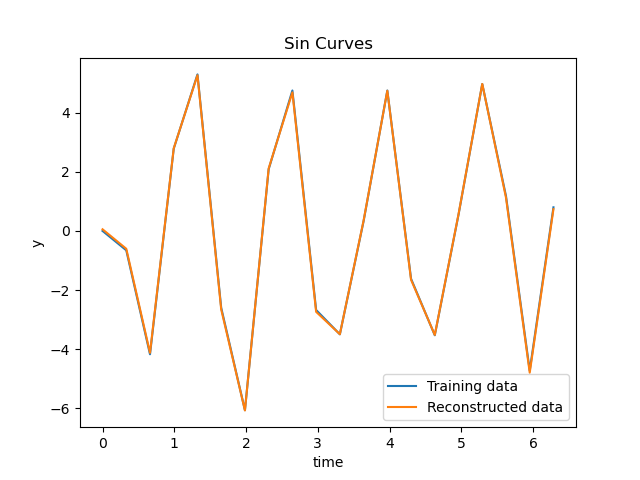 Sin Curves
4
2
0
−2
−4
−6
y
0 1 2 3 4 5 6
time
Training data
Reconstructed data